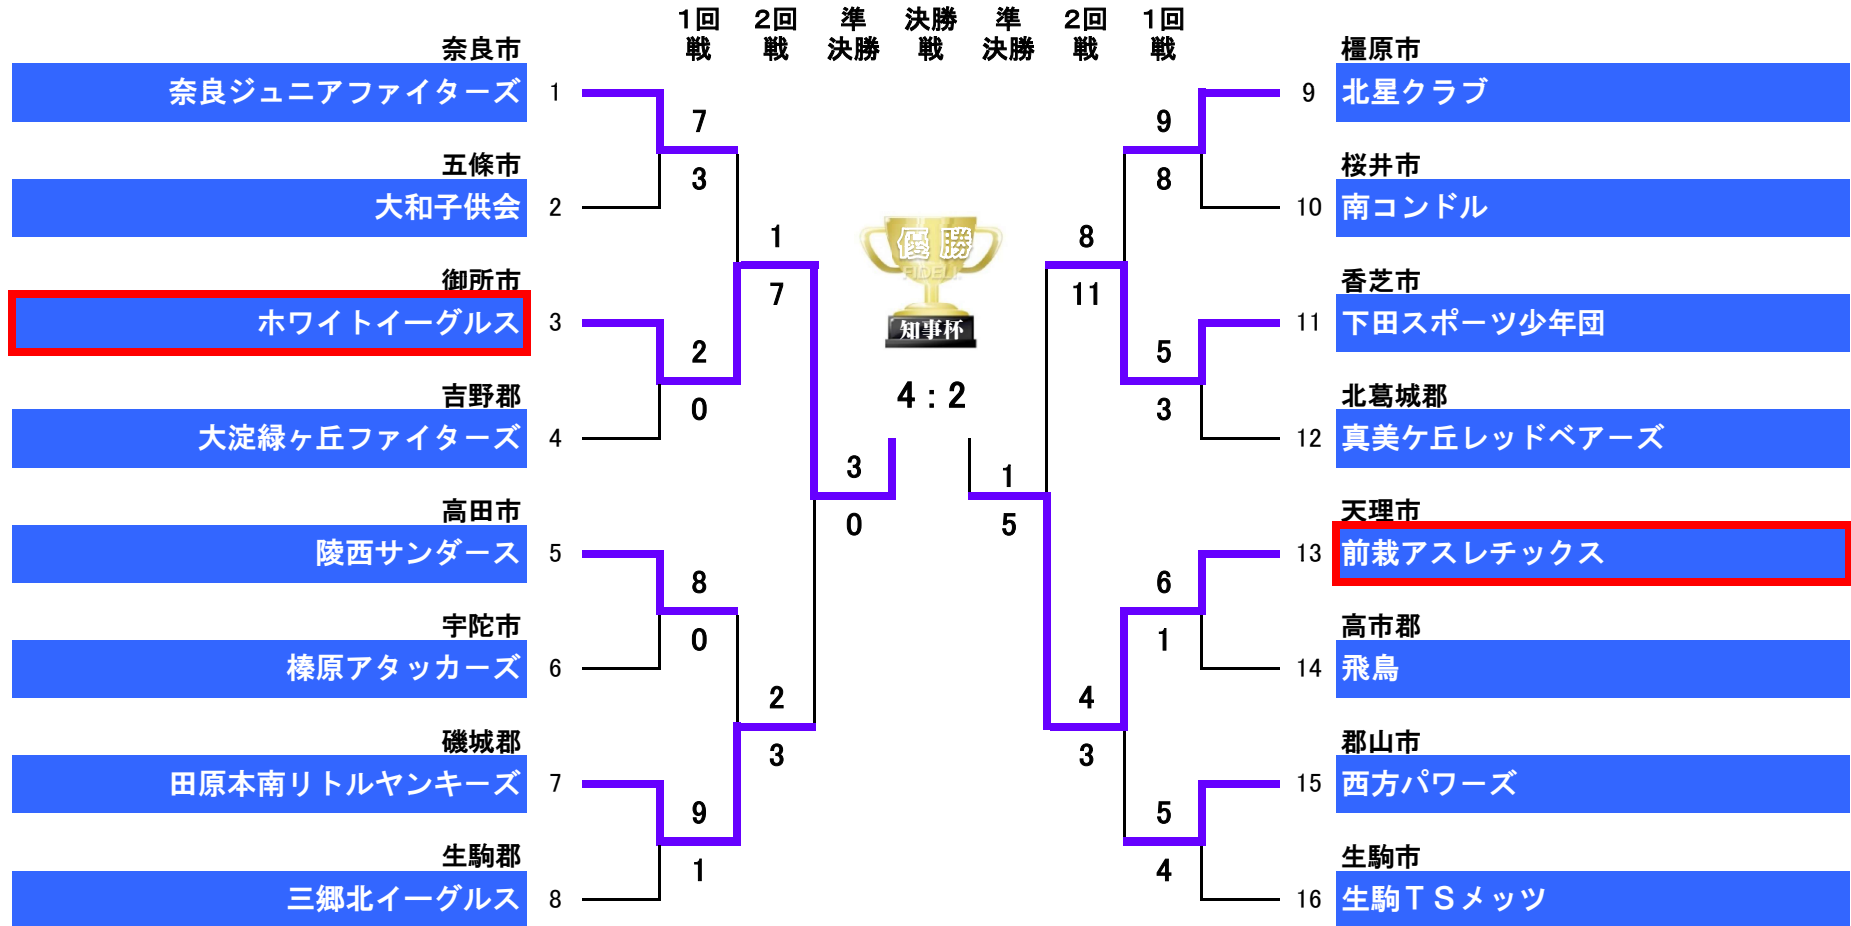 1回戦 2回戦 準決勝 決勝戦 準決勝 2回戦 1回戦
奈良市
奈良ジュニアファイターズ 1
7
五條市
3
大和子供会 2
1
御所市
7
ホワイトイーグルス 3
2
吉野郡
0
大淀緑ヶ丘ファイターズ 4
3
高田市
0
陵西サンダース 5
8
宇陀市
0
榛原アタッカーズ 6
2
磯城郡
3
田原本南リトルヤンキーズ 7
9
生駒郡
1
三郷北イーグルス 8
優勝
FIDELI
知事杯
4:2
橿原市
9 北星クラブ
9
桜井市
8
10 南コンドル
8
香芝市
11
11 下田スポーツ少年団
5
北葛城郡
3
12 真美ケ丘レッドベアーズ
1
天理市
5
13 前栽アスレチックス
6
高市郡
1
14 飛鳥
4
郡山市
3
15 西方パワーズ
5
生駒市
4
16 生駒TSメッツ